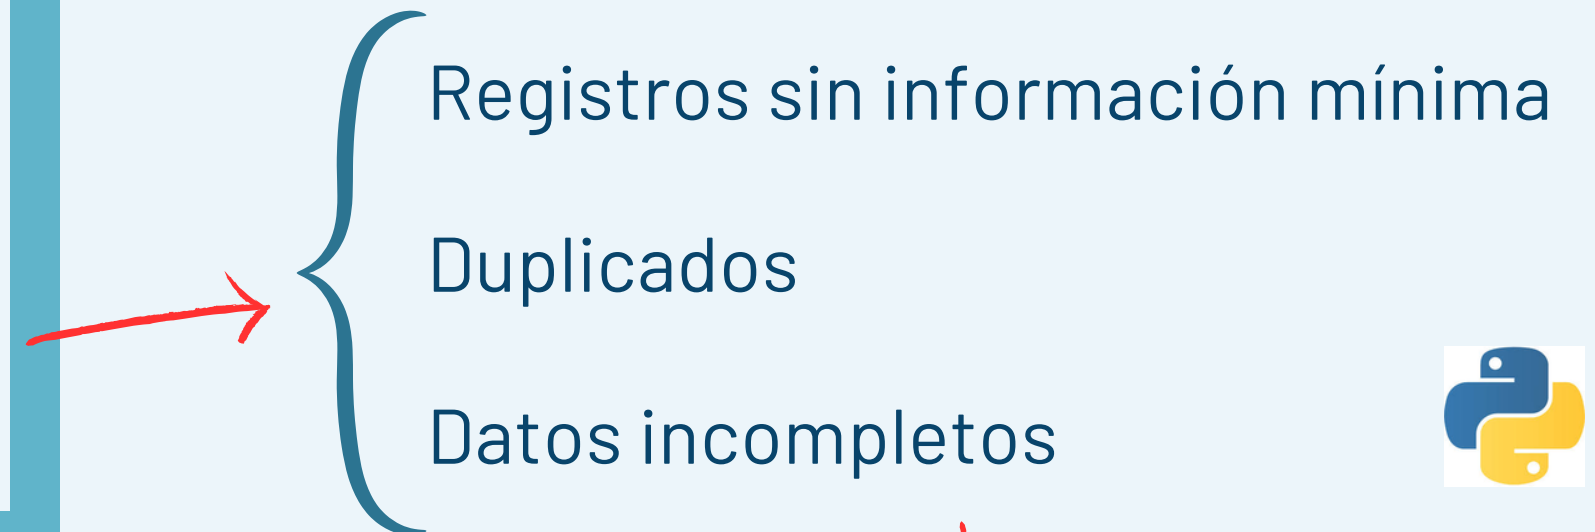 Registros sin información mínima
Duplicados
Datos incompletos